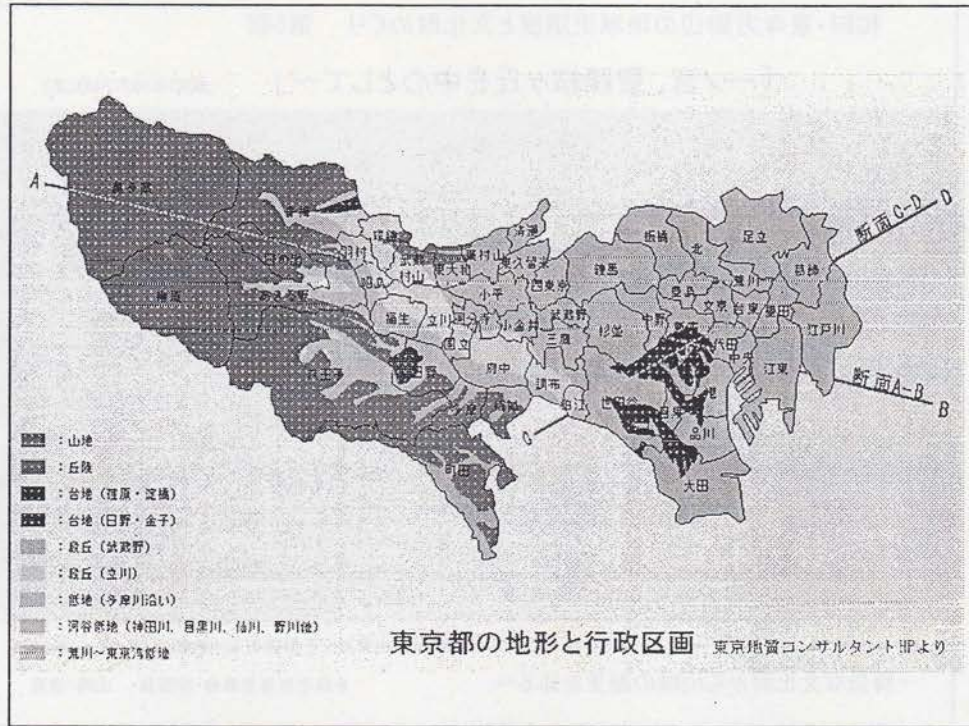 A
奥多摩
青梅
檜原
日の出
あきる野
八王子
羽村
瑞穂
武蔵
村山
昭島
福生
立川
東大和
東村山
清瀬
東久留米
西東京
小平
国分寺
小金井
武蔵野
国立
日野
府中
三鷹
調布
狛江
多摩
稲城
町田
練馬
板橋
北
足立
葛飾
荒川
豊島
文京
台東
墨田
江戸川
中野
杉並
新宿
代田
中央
江東
港
世田谷
目黒
品川
大田
C
断面C-D
D
断面A-B
B
:山地
:丘陵
:台地(荏原・淀橋)
:台地(日野・金子)
:段丘(武蔵野)
:段丘(立川)
:低地(多摩川沿い)
:河谷低地(神田川、目黒川、仙川、野川他)
:荒川~東京湾低地
東京都の地形と行政区画 東京地質コンサルタントHPより